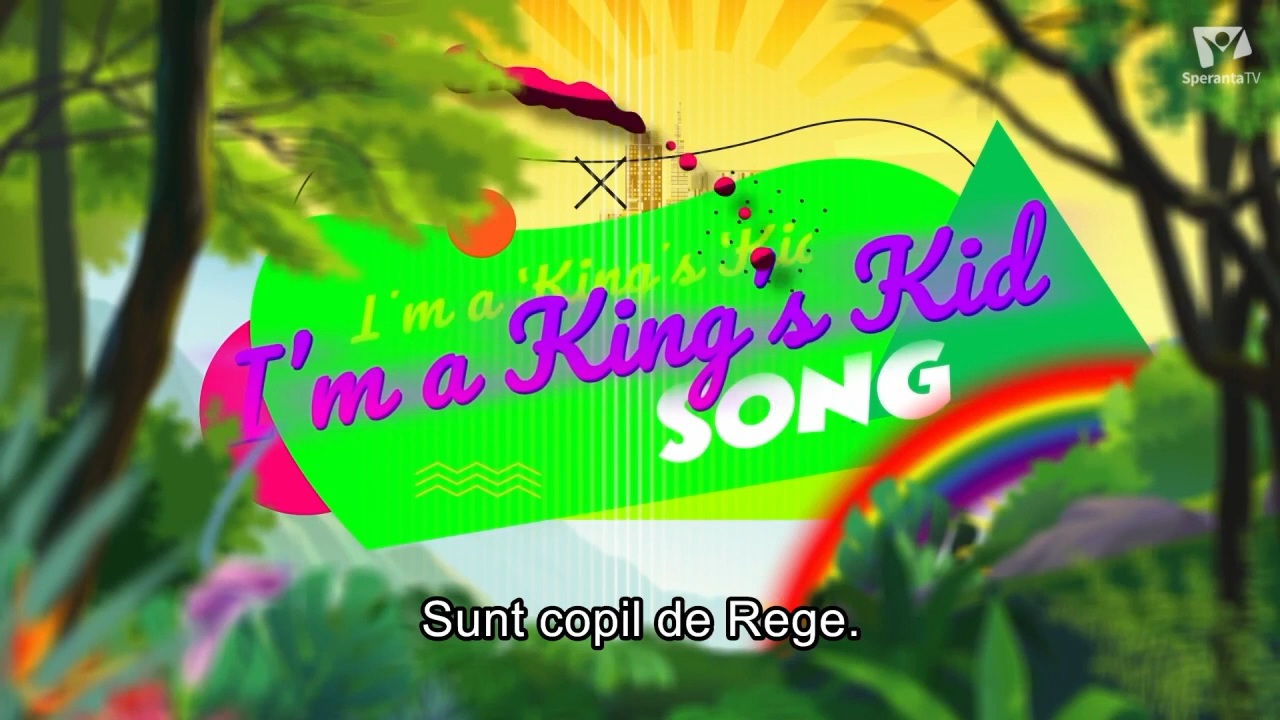 SperantaTV
I'm a King's Kid
I'm a King's Kid
SONG
Sunt copil de Rege.